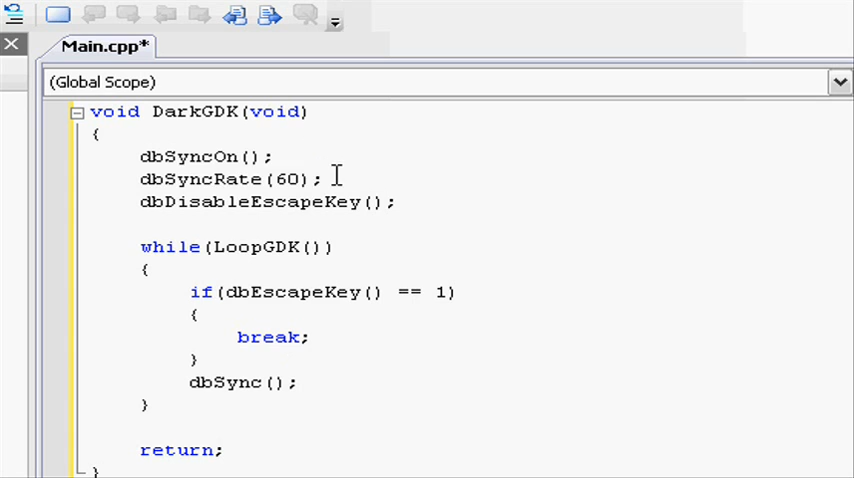 Main.cpp*
(Global Scope)
void DarkGDK(void)
{
dbSyncOn();
dbSyncRate(60);
dbDisableEscapeKey();
while(LoopGDK())
{
if(dbEscapeKey() == 1)
{
break;
}
dbSync();
}
return;
}